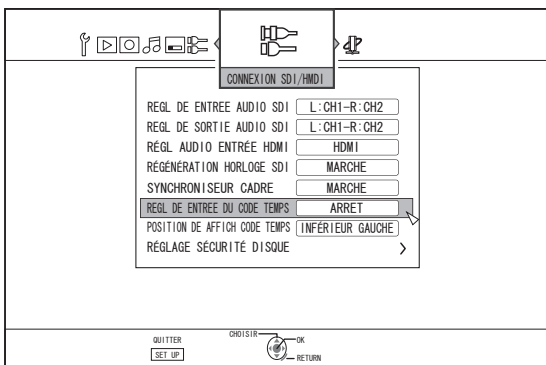 CONNEXION SDI/HMDI
REGL DE ENTREE AUDIO SDI L:CH1-R:CH2
REGL DE SORTIE AUDIO SDI L:CH1-R:CH2
RÉGL AUDIO ENTRÉE HDMI HDMI
RÉGÉNÉRATION HORLOGE SDI MARCHE
SYNCHRONISEUR CADRE MARCHE
REGL DE ENTREE DU CODE TEMPS ARRET
POSITION DE AFFICH CODE TEMPS INFÉRIEUR GAUCHE
RÉGLAGE SÉCURITÉ DISQUE
QUITTER
SET UP
CHOISIR
OK
RETURN